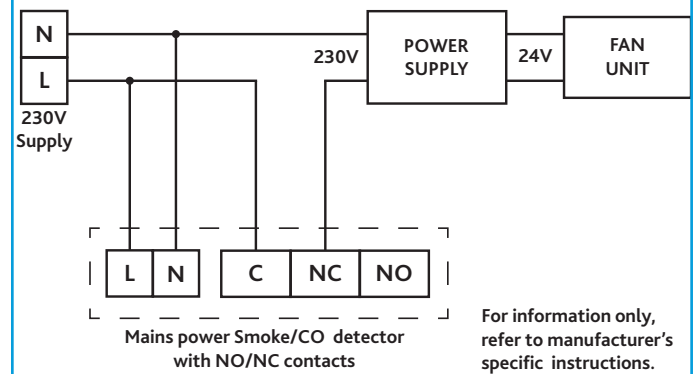 N
L
230V
Supply
230V
POWER
SUPPLY
24V
FAN
UNIT
L N C NC NO
Mains power Smoke/CO detector
with NO/NC contacts
For information only,
refer to manufacturer's
specific instructions.